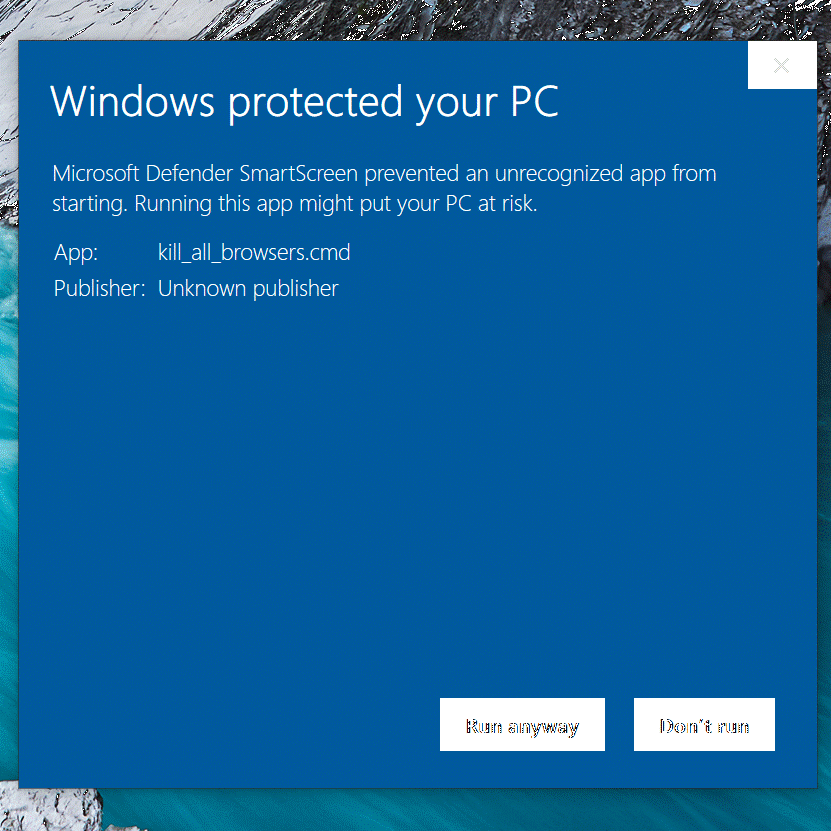 Windows protected your PC
Microsoft Defender SmartScreen prevented an unrecognized app from
starting. Running this app might put your PC at risk.
App: kill_all_browsers.cmd
Publisher: Unknown publisher
Run anyway Don't run